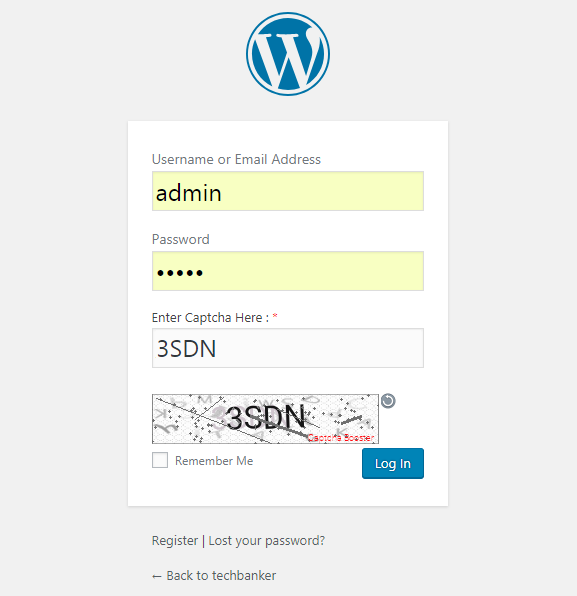 Username or Email Address
admin
Password
•••••
Enter Captcha Here : *
3SDN
3SDN
Captcha Booster
Remember Me
Log In
Register | Lost your password?
← Back to techbanker